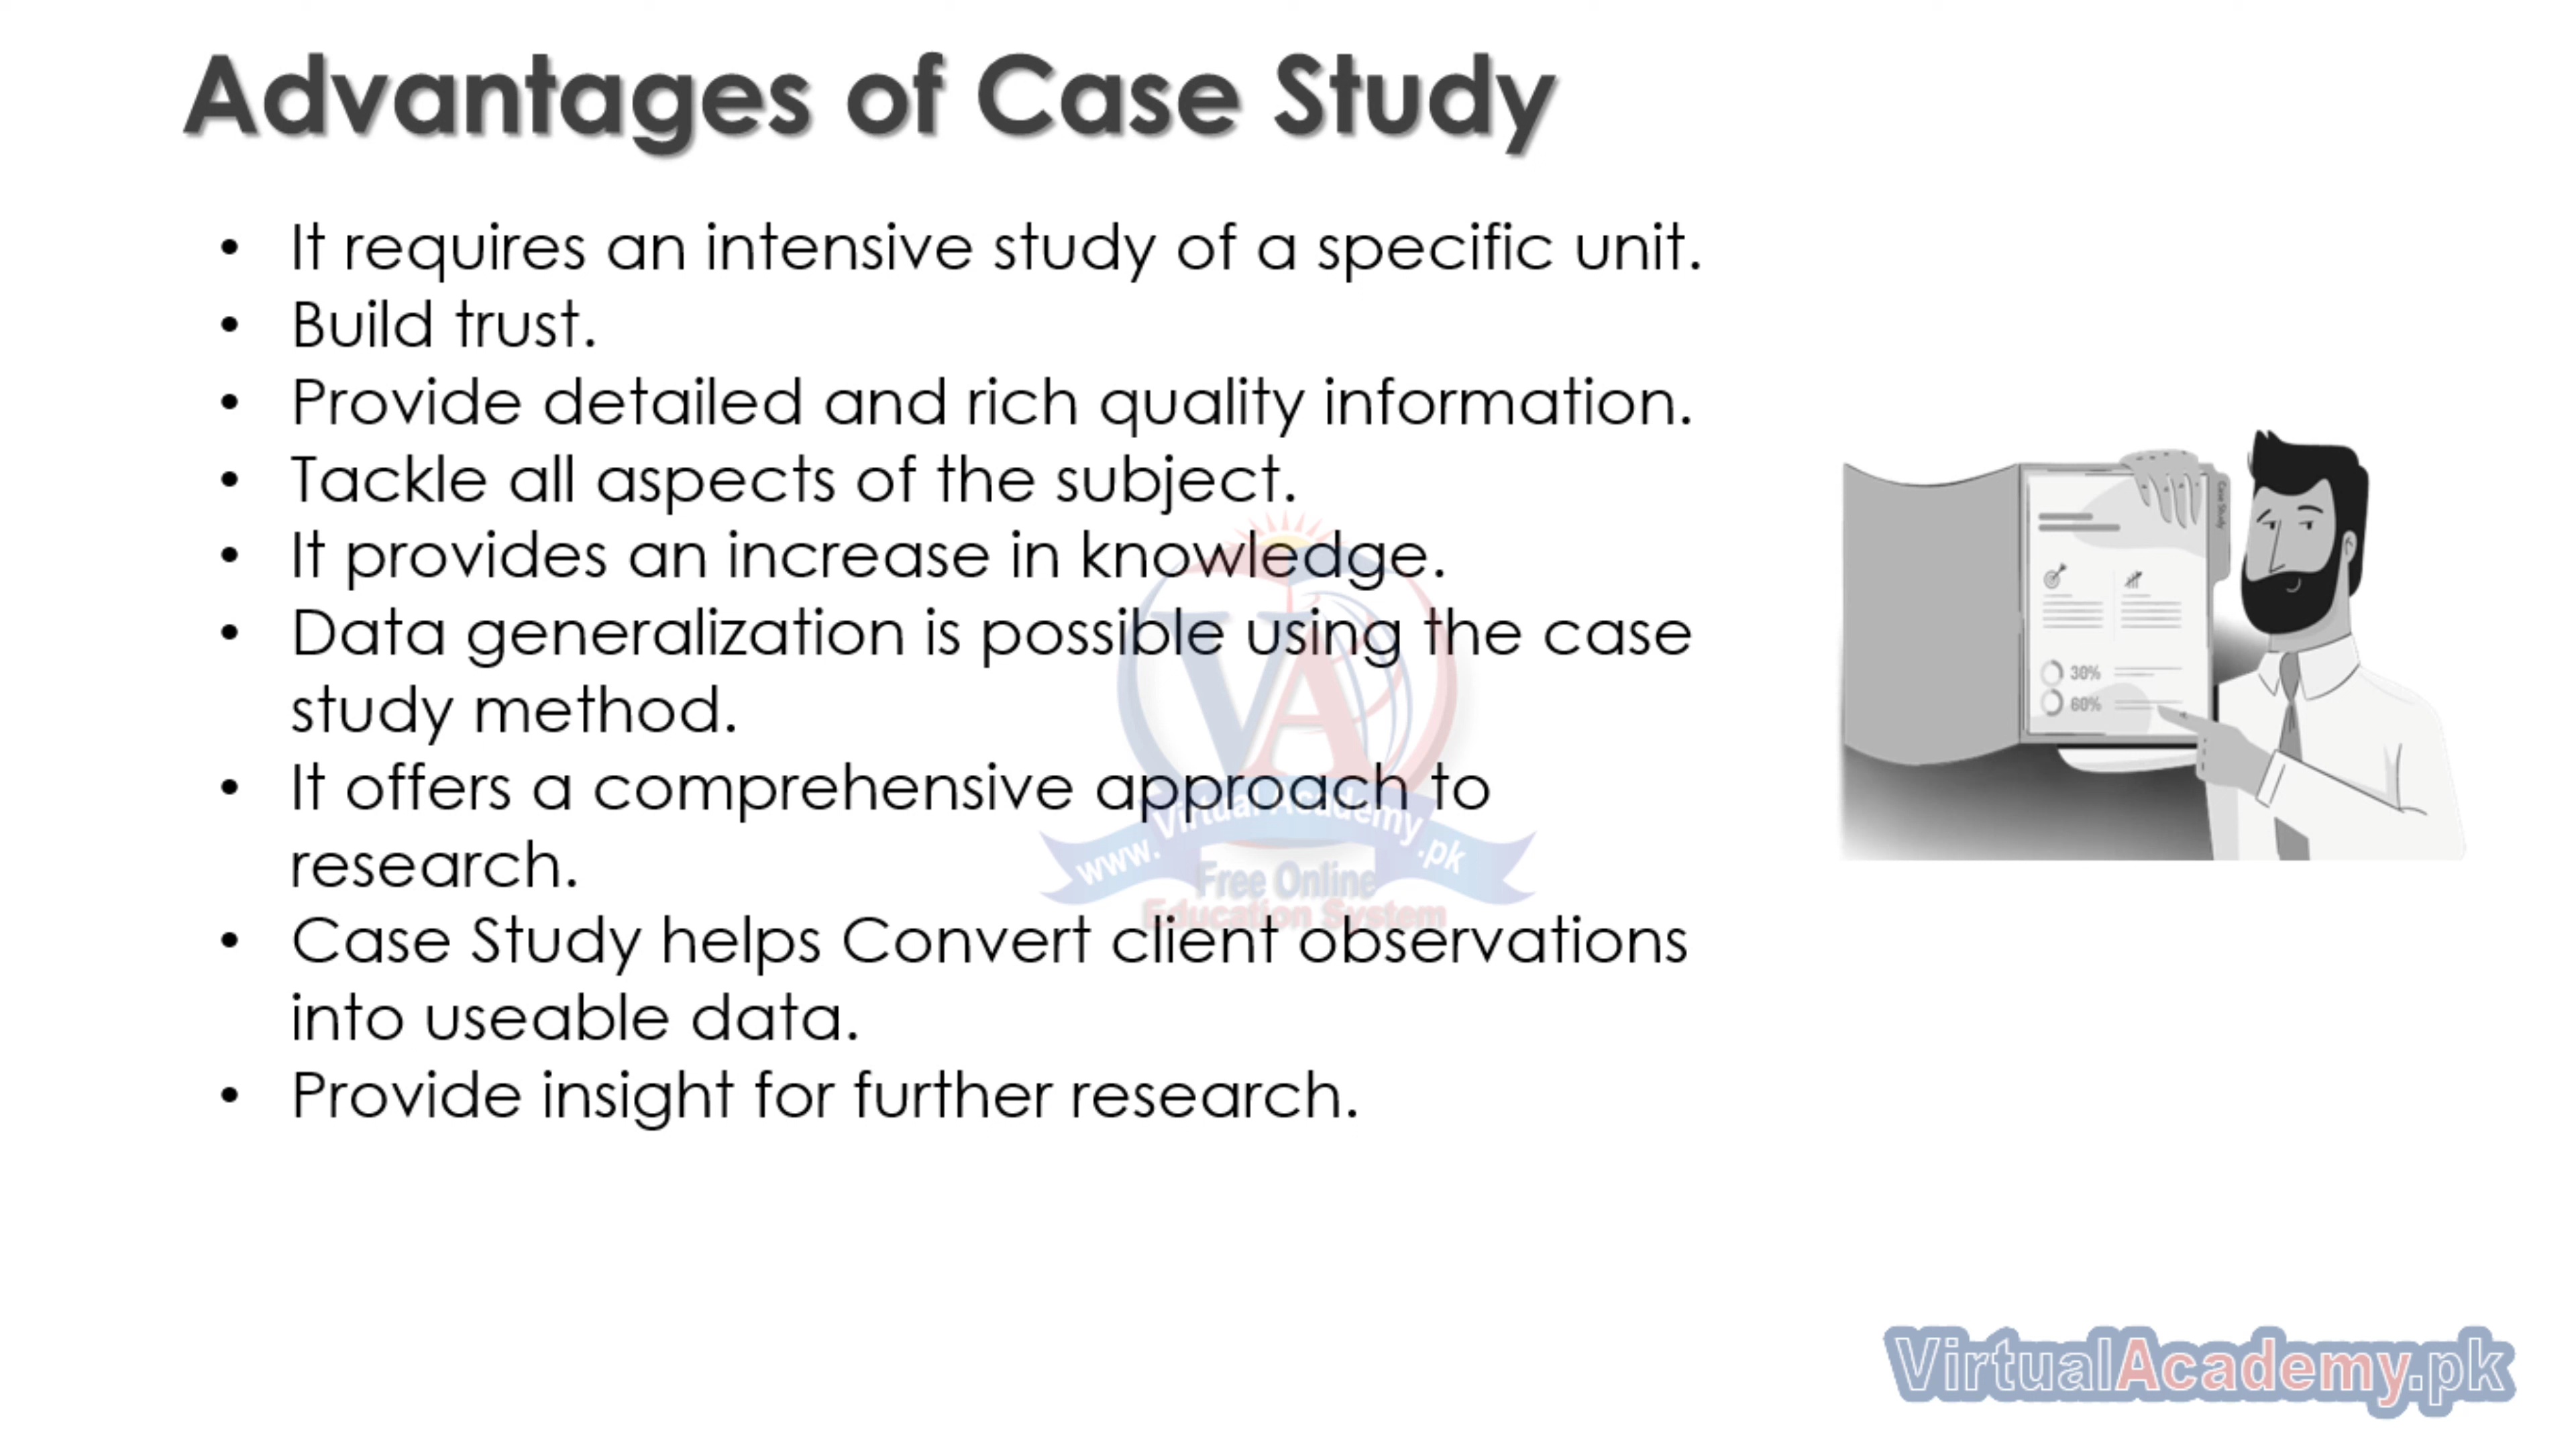 Advantages of Case Study
• It requires an intensive study of a specific unit.
• Build trust.
• Provide detailed and rich quality information.
• Tackle all aspects of the subject.
• It provides an increase in knowledge.
• Data generalization is possible using the case
study method.
• It offers a comprehensive approach to
research.
• Case Study helps Convert client observations
into useable data.
• Provide insight for further research.
Case Study
30%
60%
VA
www.VirtualAcademy.pk
Free Online
Education System
VirtualAcademy.pk